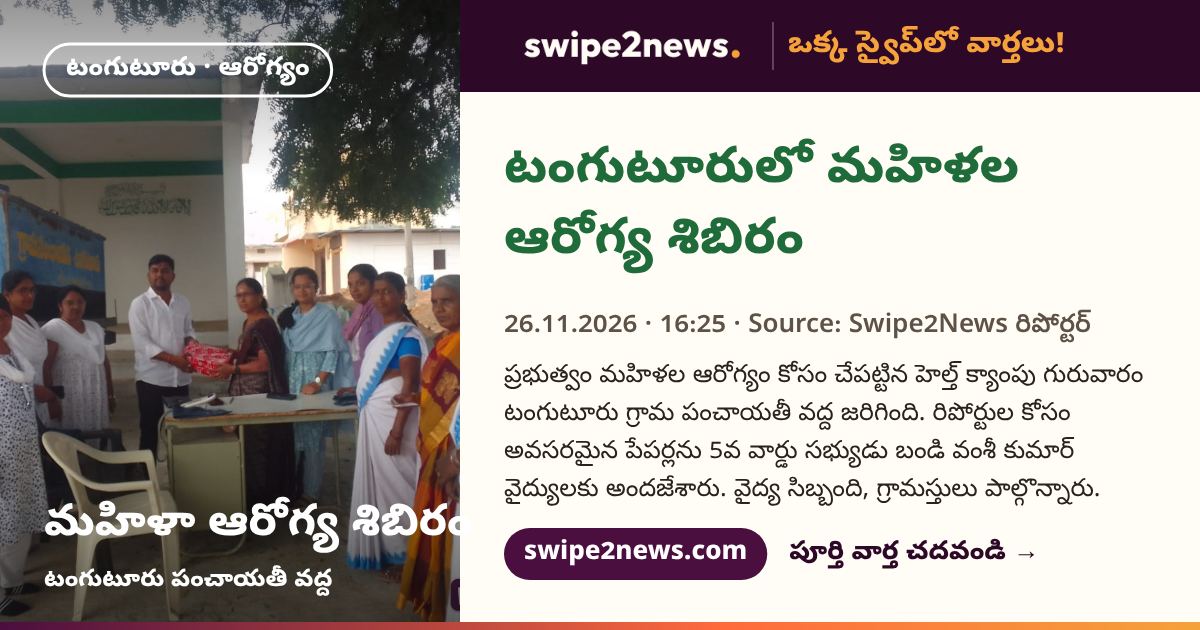 టంగుటూరు · ఆరోగ్యం
swipe2news.
ఒక్క స్వైప్‌లో వార్తలు!
టంగుటూరులో మహిళల
ఆరోగ్య శిబిరం
26.11.2026 · 16:25 · Source: Swipe2News రిపోర్టర్
ప్రభుత్వం మహిళల ఆరోగ్యం కోసం చేపట్టిన హెల్త్ క్యాంపు గురువారం
టంగుటూరు గ్రామ పంచాయతీ వద్ద జరిగింది. రిపోర్టుల కోసం
అవసరమైన పేపర్లను 5వ వార్డు సభ్యుడు బండి వంశీ కుమార్
వైద్యులకు అందజేశారు. వైద్య సిబ్బంది, గ్రామస్తులు పాల్గొన్నారు.
మహిళా ఆరోగ్య శిబిరం
టంగుటూరు పంచాయతీ వద్ద
swipe2news.com
పూర్తి వార్త చదవండి →